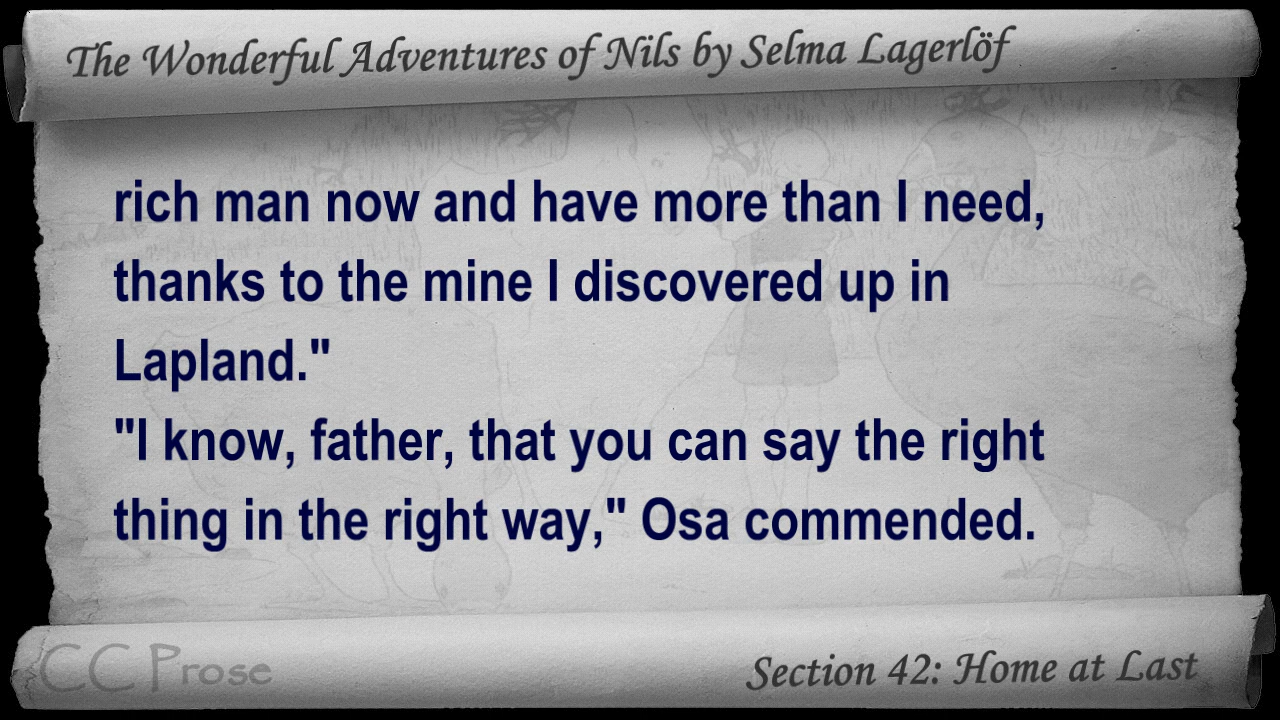 The Wonderful Adventures of Nils by Selma Lagerlöf
rich man now and have more than I need,
thanks to the mine I discovered up in
Lapland."
"I know, father, that you can say the right
thing in the right way," Osa commended.
CC Prose
Section 42: Home at Last